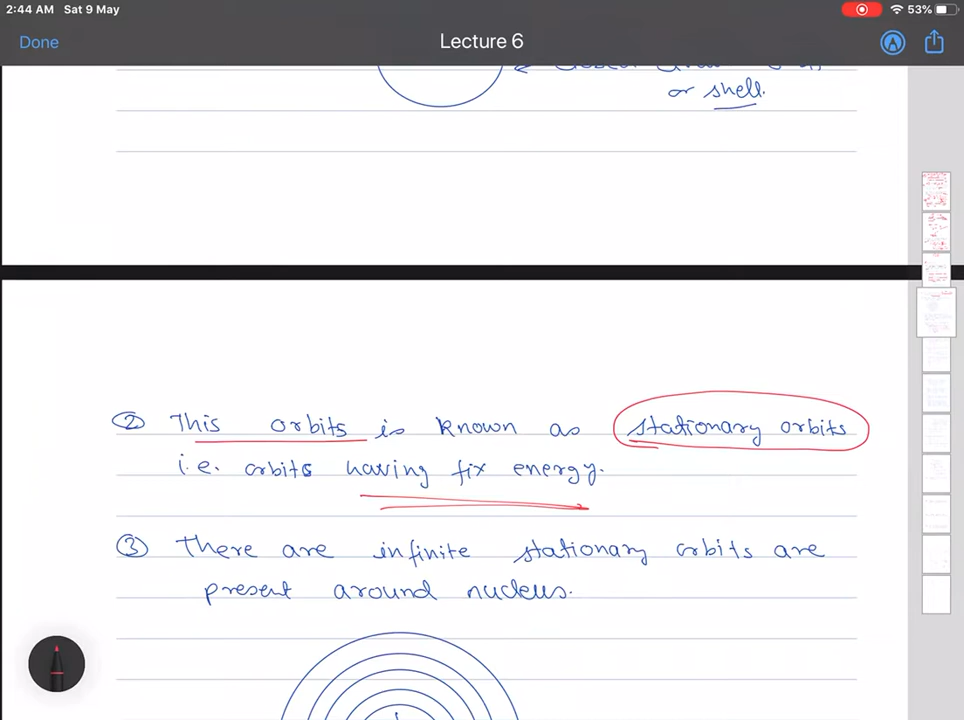 2:44 AM Sat 9 May
53%
Done
Lecture 6
or shell.
② This orbits is known as stationary orbits
i.e. orbits having fix energy.
③ There are infinite stationary orbits are
present around nucleus.